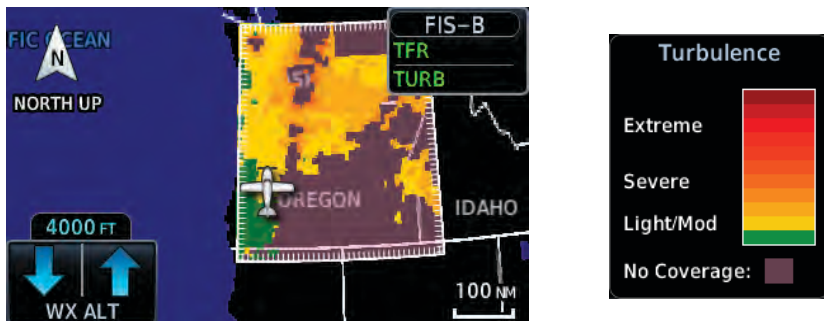 FIC OCEAN
N
NORTH UP
FIS-B
TFR
TURB
OREGON
IDAHO
4000 FT
WX ALT
100 NM
Turbulence
Extreme
Severe
Light/Mod
No Coverage: